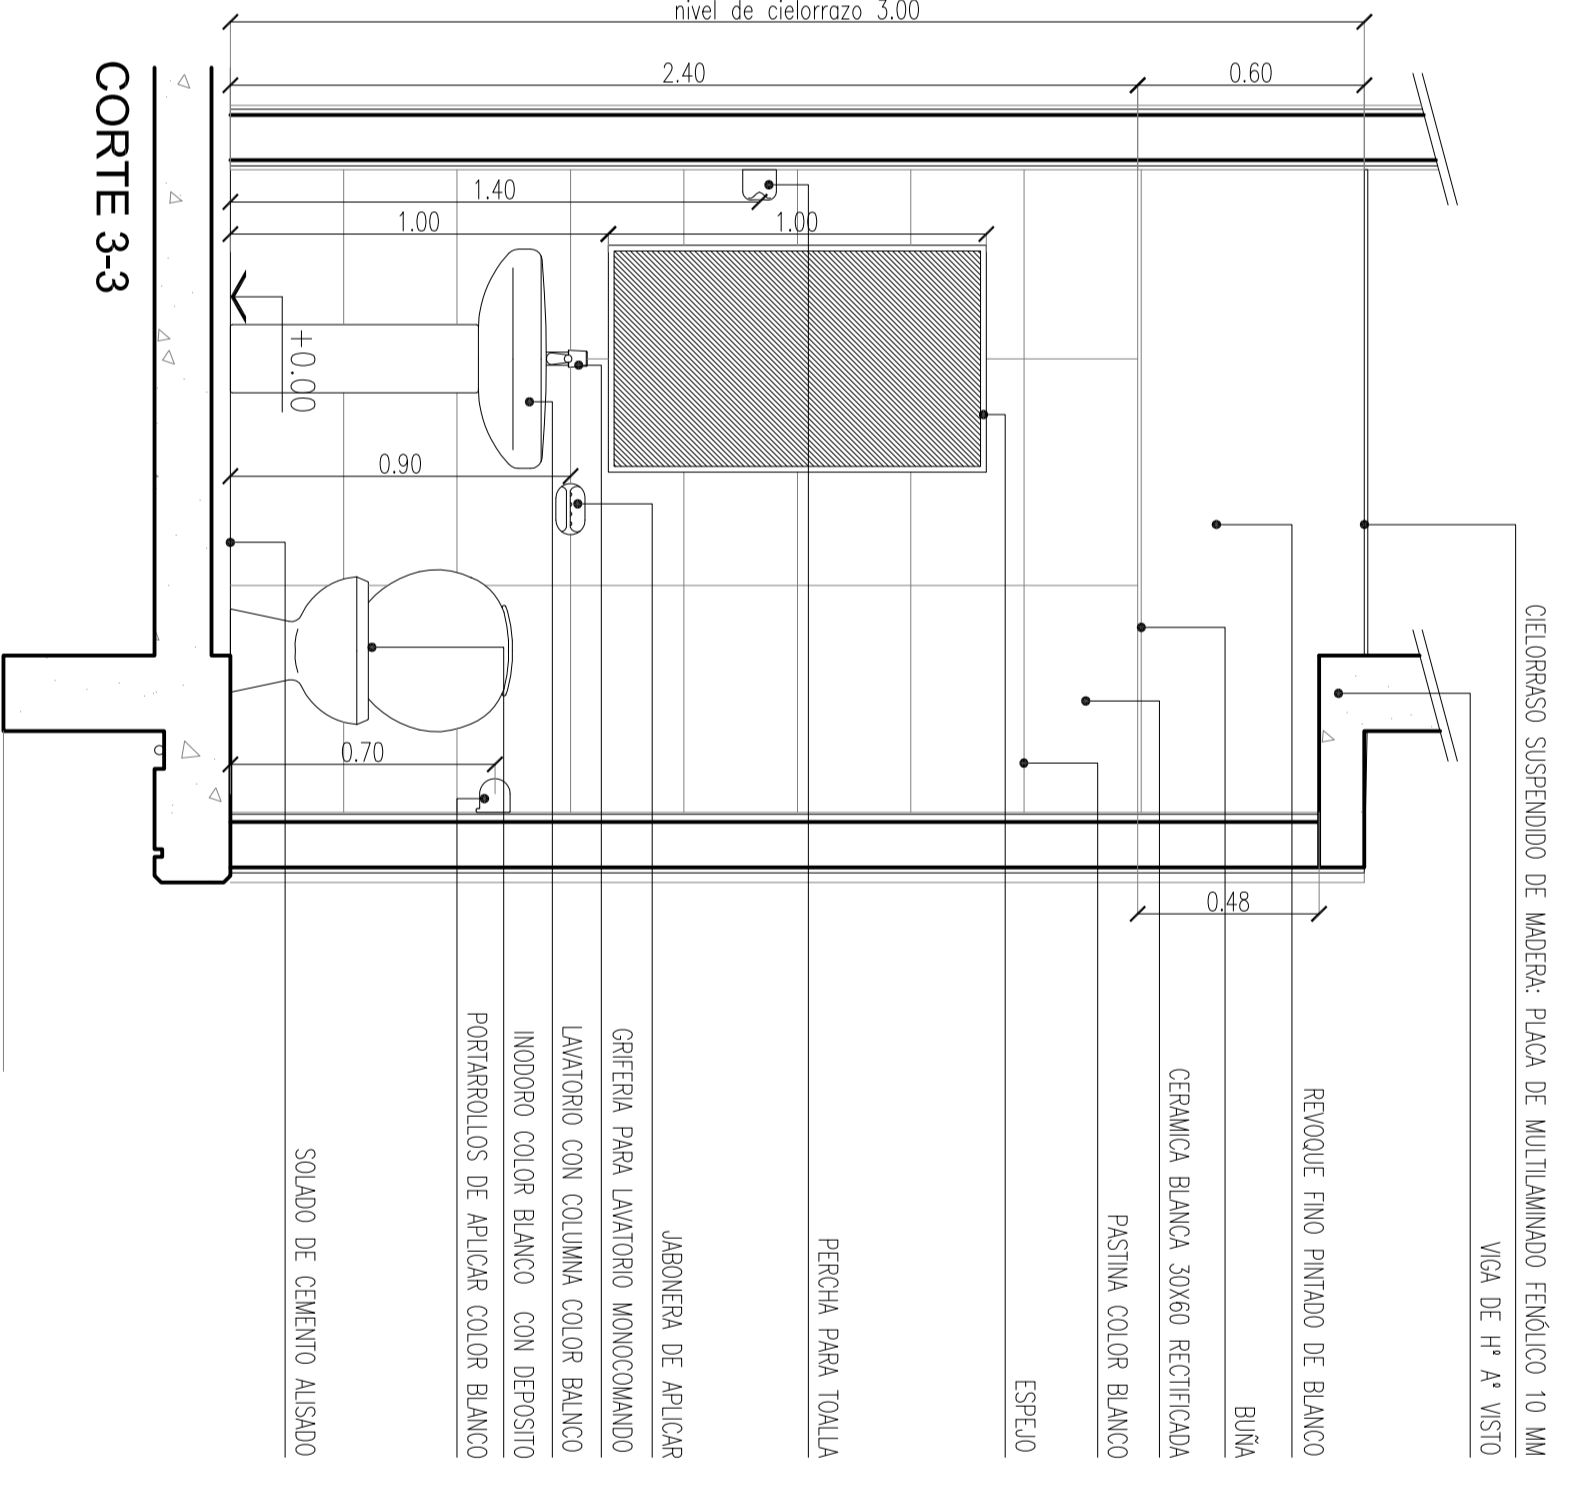 CIELORRASO SUSPENDIDO DE MADERA: PLACA DE MULTILAMINADO FENÓLICO 10 MM
VIGA DE Hº Aº VISTO
REVOQUE FINO PINTADO DE BLANCO
BUÑA
CERAMICA BLANCA 30X60 RECTIFICADA
PASTINA COLOR BLANCO
ESPEJO
PERCHA PARA TOALLA
JABONERA DE APLICAR
GRIFERIA PARA LAVATORIO MONOCOMANDO
LAVATORIO CON COLUMNA COLOR BALNCO
INODORO COLOR BLANCO CON DEPOSITO
PORTARROLLOS DE APLICAR COLOR BLANCO
SOLADO DE CEMENTO ALISADO
nivel de cielorrazo 3.00
2.40
0.60
1.40
1.00
1.00
+0.00
0.90
0.70
0.48
CORTE 3-3